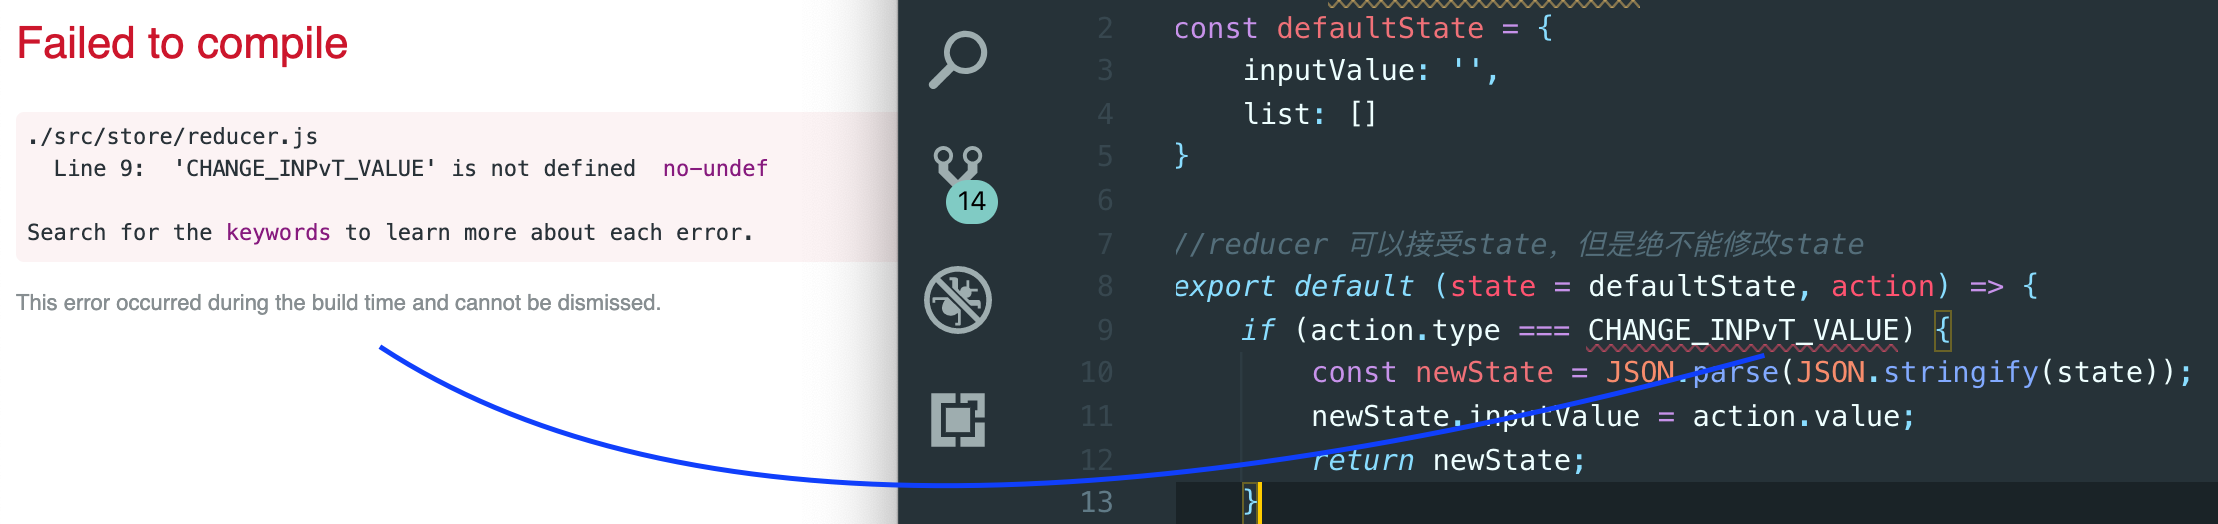 Failed to compile
./src/store/reducer.js
Line 9: 'CHANGE_INPvT_VALUE' is not defined no-undef
Search for the keywords to learn more about each error.
This error occurred during the build time and cannot be dismissed.
14
2 const defaultState = {
3 inputValue: '',
4 list: []
5 }
6
7 //reducer 可以接受state，但是绝不能修改state
8 export default (state = defaultState, action) => {
9 if (action.type === CHANGE_INPvT_VALUE) {
10 const newState = JSON.parse(JSON.stringify(state));
11 newState.inputValue = action.value;
12 return newState;
13 }